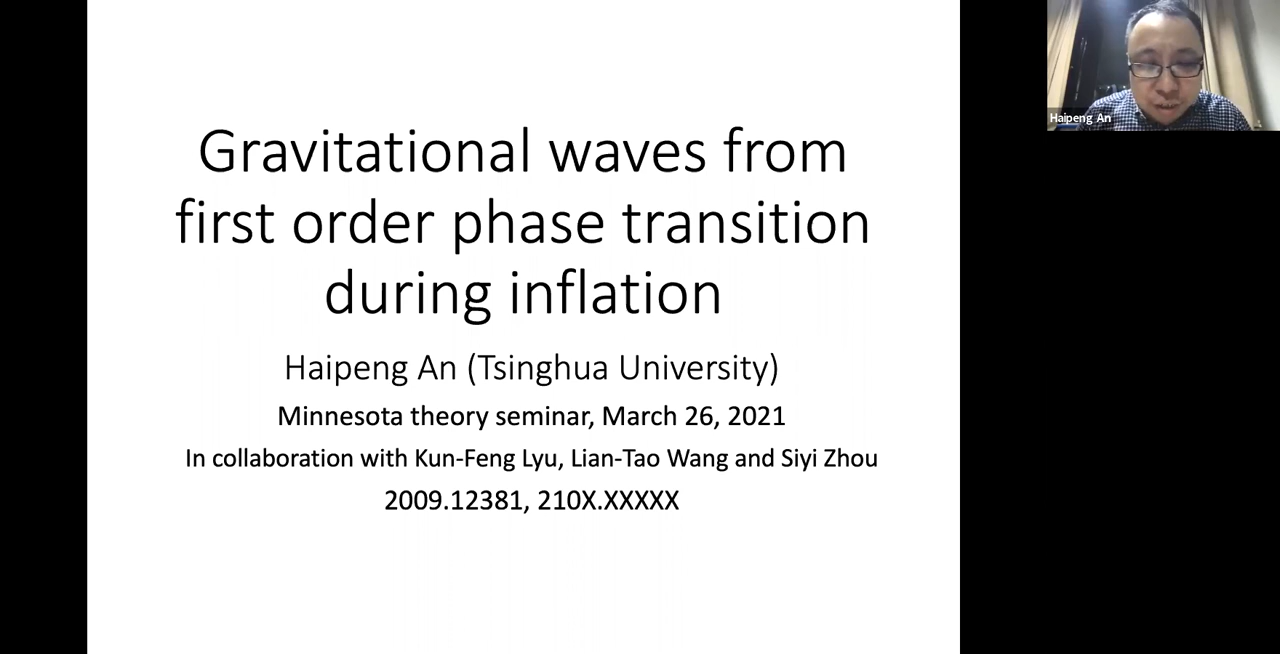 Gravitational waves from
first order phase transition
during inflation
Haipeng An (Tsinghua University)
Minnesota theory seminar, March 26, 2021
In collaboration with Kun-Feng Lyu, Lian-Tao Wang and Siyi Zhou
2009.12381, 210X.XXXXX
Haipeng An